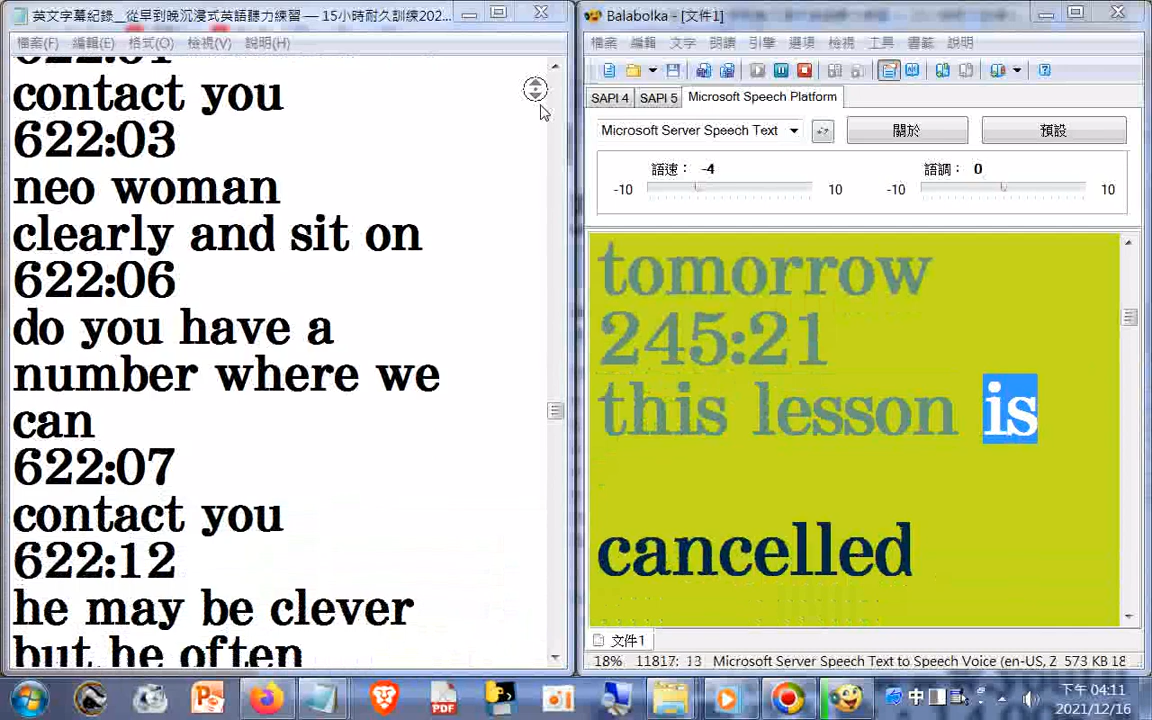 英文字幕紀錄__從早到晚沉浸式英語聽力練習 — 15小時耐久訓練202...
檔案(F) 編輯(E) 格式(O) 檢視(V) 說明(H)
contact you
622:03
neo woman
clearly and sit on
622:06
do you have a
number where we
can
622:07
contact you
622:12
he may be clever
but he often
Balabolka - [文件1]
檔案 編輯 文字 朗讀 引擎 選項 檢視 工具 書籤 說明
SAPI 4 SAPI 5 Microsoft Speech Platform
Microsoft Server Speech Text 關於 預設
語速： -4 語調： 0
-10 10 -10 10
tomorrow
245:21
this lesson is
cancelled
文件1
18% 11817: 13 Microsoft Server Speech Text to Speech Voice (en-US, Z 573 KB 18
PDF
中
下午 04:11
2021/12/16